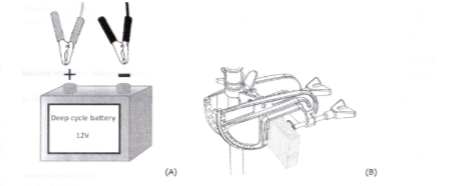 + −
Deep cycle battery
12V
(A) (B)